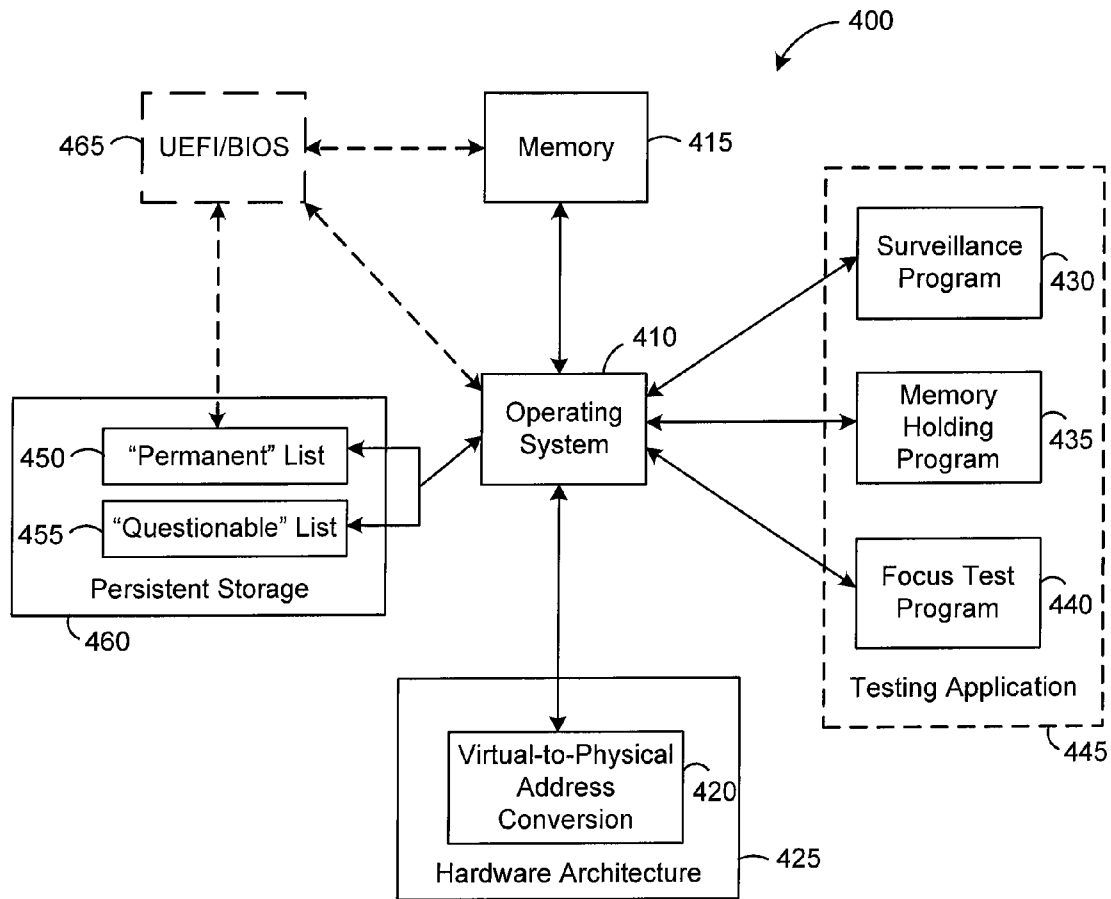 400
465
UEFI/BIOS
Memory
415
Surveillance
Program
430
410
Operating
System
Memory
Holding
Program
435
450
“Permanent” List
455
“Questionable” List
Persistent Storage
460
Focus Test
Program
440
Testing Application
445
Virtual-to-Physical
Address
Conversion
420
Hardware Architecture
425